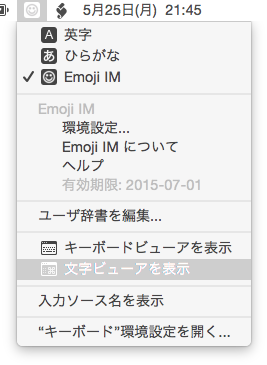 5月25日(月) 21:45
A 英字
あ ひらがな
✓ Emoji IM
Emoji IM
環境設定...
Emoji IM について
ヘルプ
有効期限: 2015-07-01
ユーザ辞書を編集...
キーボードビューアを表示
文字ビューアを表示
入力ソース名を表示
“キーボード”環境設定を開く...